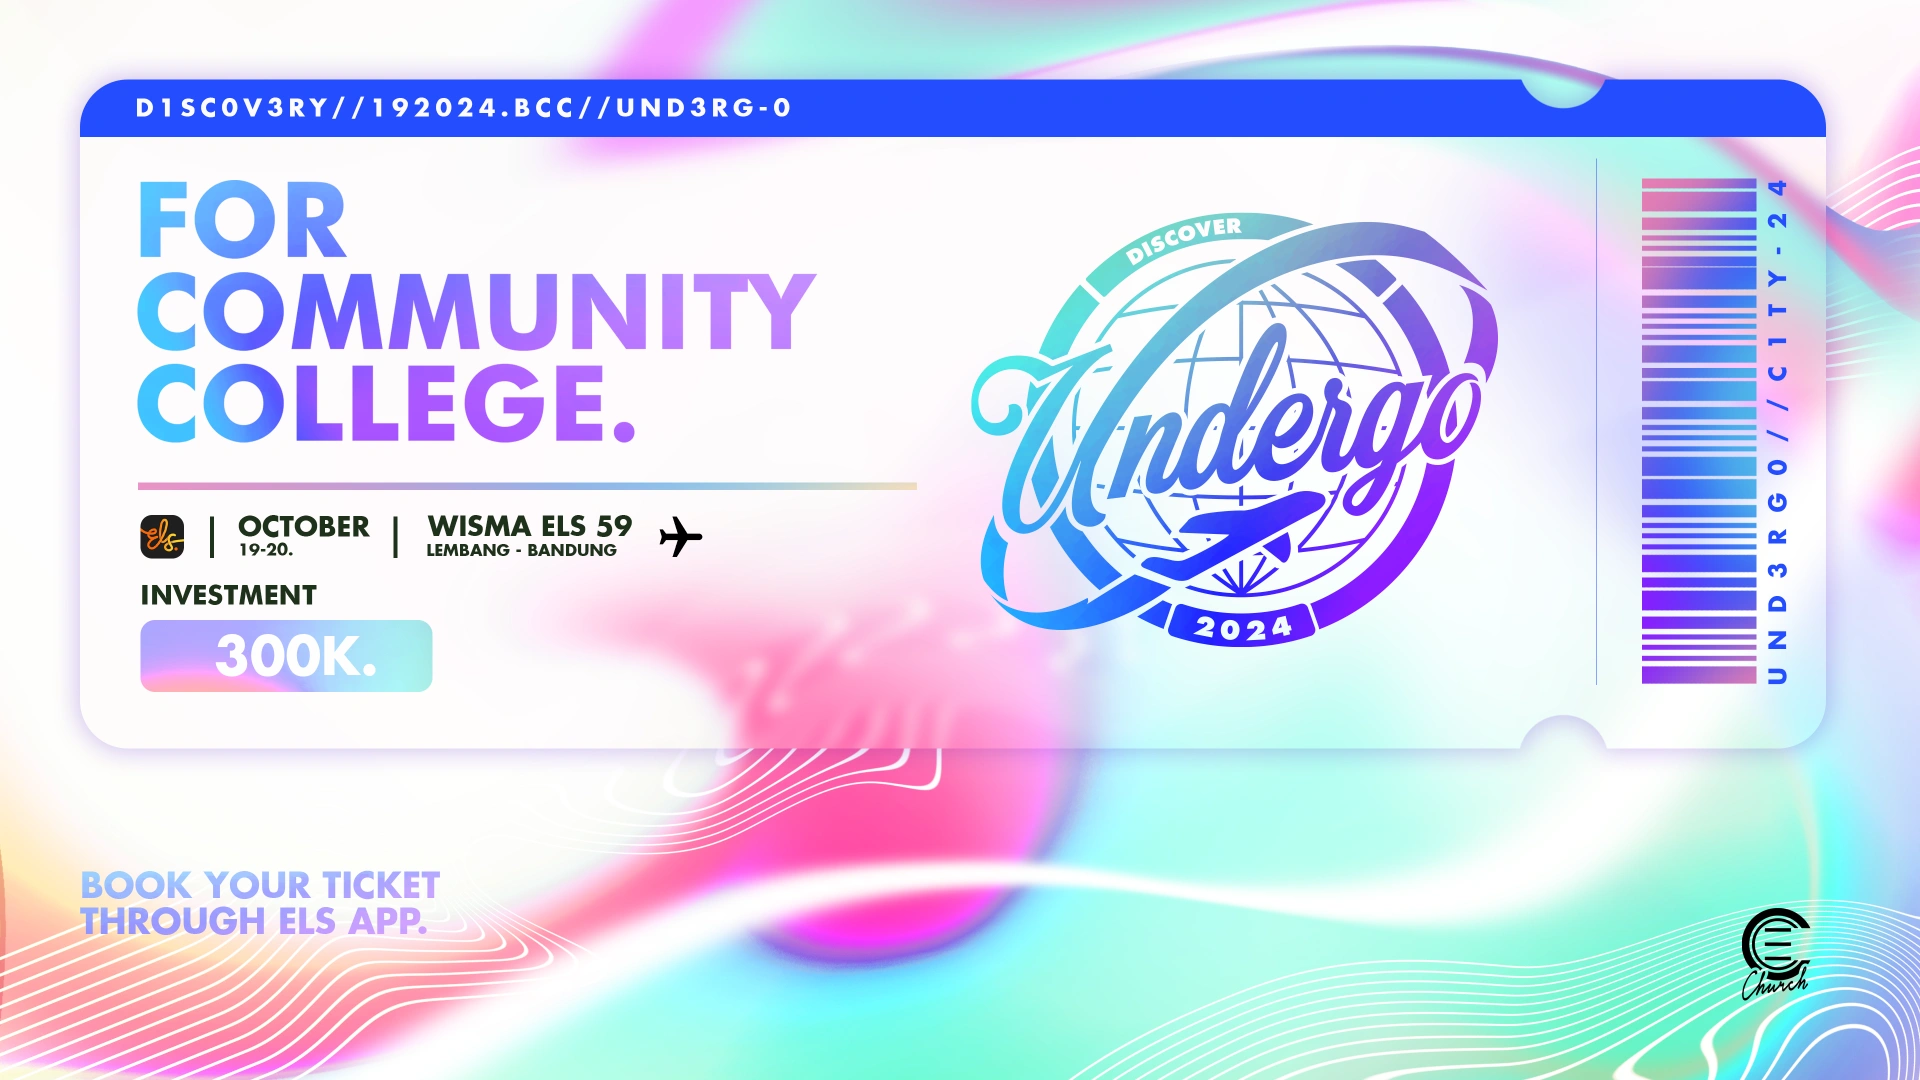 D1SC0V3RY//192024.BCC//UND3RG-0
FOR
COMMUNITY
COLLEGE.
els.
OCTOBER
19-20.
WISMA ELS 59
LEMBANG - BANDUNG
INVESTMENT
300K.
DISCOVER
Undergo
2024
UND3RG0//C1TY-24
BOOK YOUR TICKET
THROUGH ELS APP.
Church